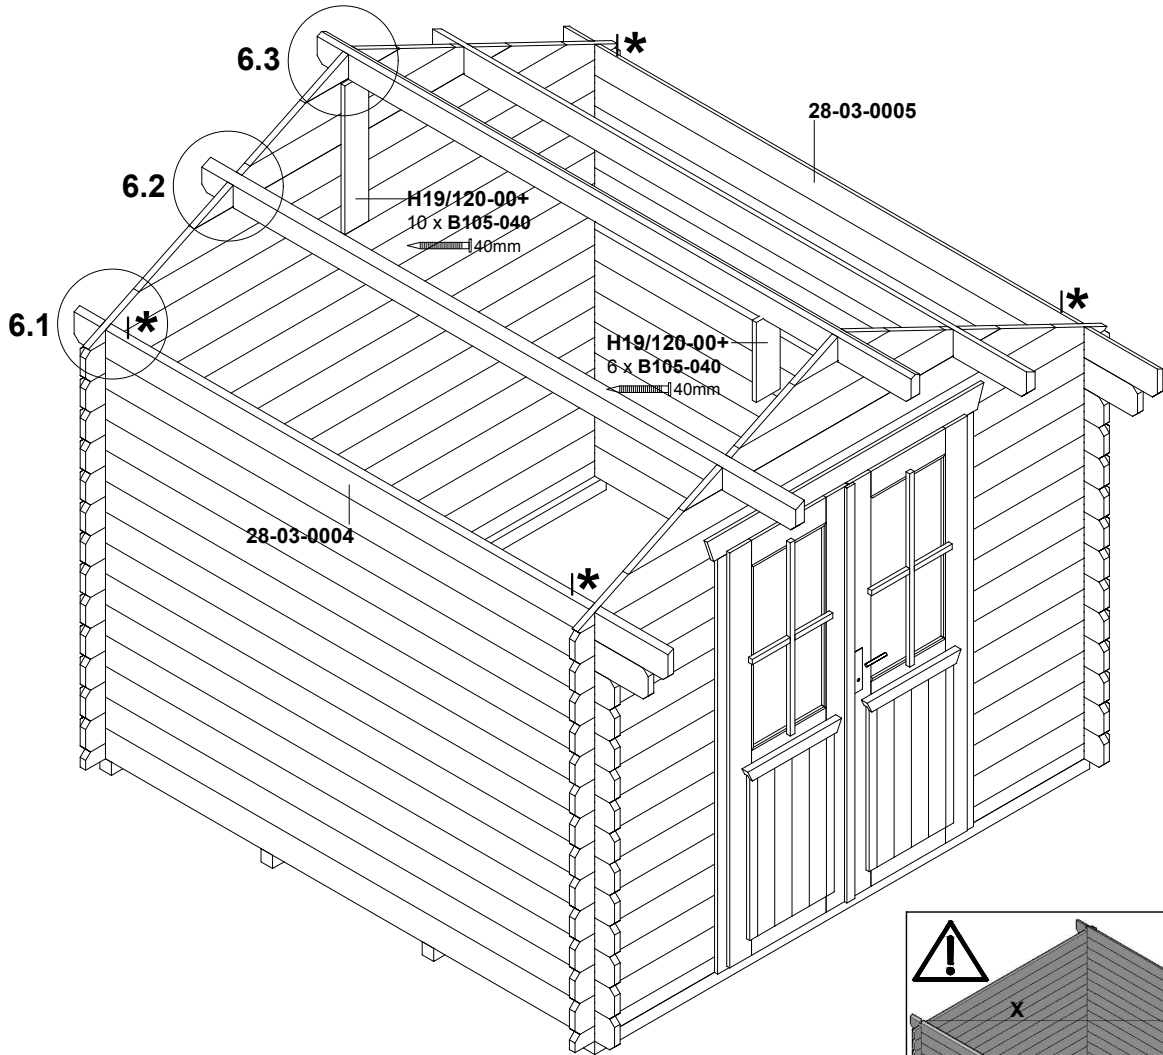 6.3
*
28-03-0005
6.2
H19/120-00+
10 x B105-040
40mm
6.1
*
*
H19/120-00+
6 x B105-040
40mm
28-03-0004
*
X